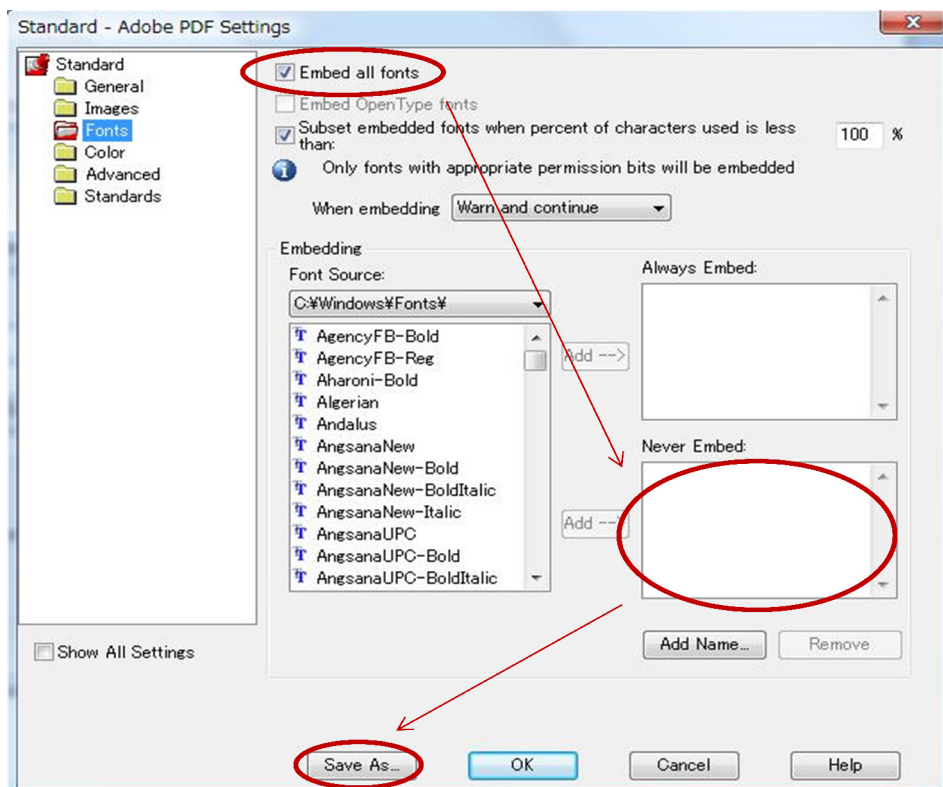 Standard - Adobe PDF Settings
Standard
General
Images
Fonts
Color
Advanced
Standards
Show All Settings
Embed all fonts
Embed OpenType fonts
Subset embedded fonts when percent of characters used is less
than:
100 %
Only fonts with appropriate permission bits will be embedded
When embedding Warn and continue
Embedding
Font Source:
C:¥Windows¥Fonts¥
AgencyFB-Bold
AgencyFB-Reg
Aharoni-Bold
Algerian
Andalus
AngsanaNew
AngsanaNew-Bold
AngsanaNew-BoldItalic
AngsanaNew-Italic
AngsanaUPC
AngsanaUPC-Bold
AngsanaUPC-BoldItalic
Always Embed:
Add -->
Never Embed:
Add -->
Add Name... Remove
Save As... OK Cancel Help